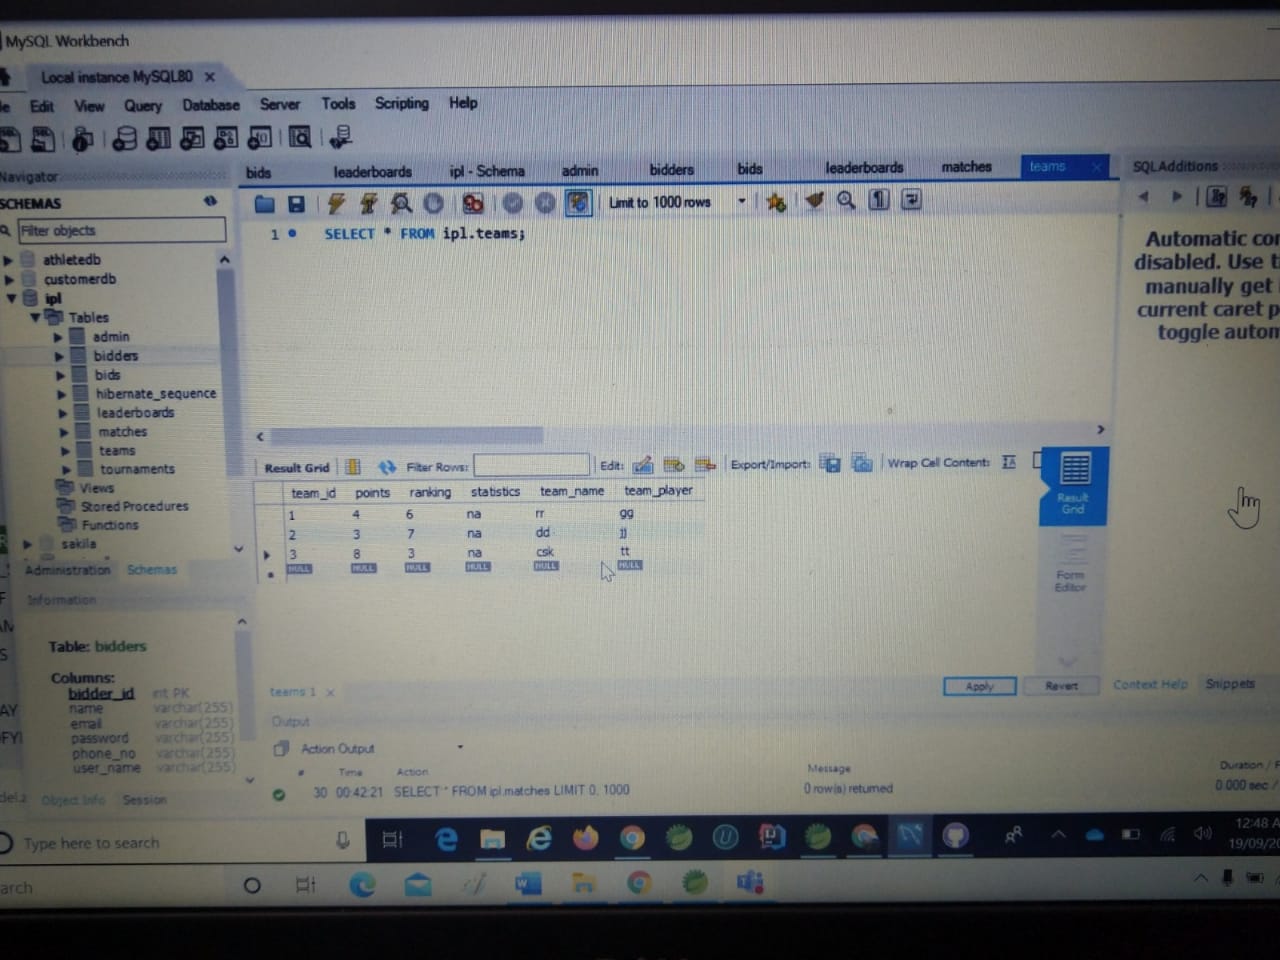 MySQL Workbench
Local instance MySQL80
Edit View Query Database Server Tools Scripting Help
Navigator
SCHEMAS
Filter objects
athletedb
customerdb
ipl
Tables
admin
bidders
bids
hibernate_sequence
leaderboards
matches
teams
tournaments
Views
Stored Procedures
Functions
sakila
Administration Schemas
Information
Table: bidders
Columns:
bidder_id int PK
name varchar(255)
email varchar(255)
password varchar(255)
phone_no varchar(255)
user_name varchar(255)
Object Info Session
bids leaderboards ipl - Schema admin bidders bids leaderboards matches teams
Limit to 1000 rows
1 SELECT * FROM ipl.teams;
Result Grid Filter Rows: Edit: Export/Import: Wrap Cell Content:
team_id points ranking statistics team_name team_player
1 4 6 na rr gg
2 3 7 na dd jj
3 8 3 na csk tt
NULL NULL NULL NULL NULL NULL
Result
Grid
Form
Editor
teams 1
Apply Revert
Output
Action Output
# Time Action Message Duration / F
30 00:42:21 SELECT * FROM ipl.matches LIMIT 0, 1000 0 row(s) returned 0.000 sec /
SQLAdditions
Automatic co
disabled. Use t
manually get
current caret p
toggle autom
Context Help Snippets
Type here to search
12:48 A
19/09/20
arch